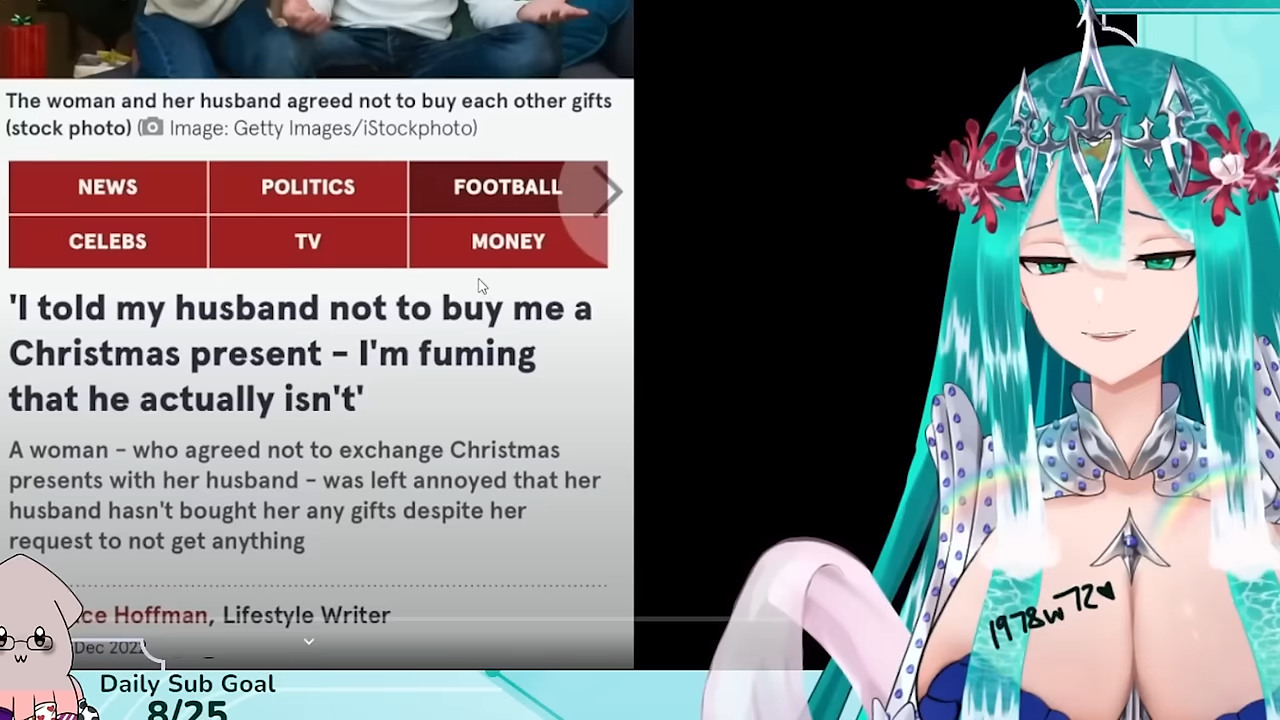 The woman and her husband agreed not to buy each other gifts
(stock photo) ( Image: Getty Images/iStockphoto)
NEWS POLITICS FOOTBALL
CELEBS TV MONEY
'I told my husband not to buy me a
Christmas present - I'm fuming
that he actually isn't'
A woman - who agreed not to exchange Christmas
presents with her husband - was left annoyed that her
husband hasn't bought her any gifts despite her
request to not get anything
Hoffman, Lifestyle Writer
Dec
Daily Sub Goal
8/25
1978w72